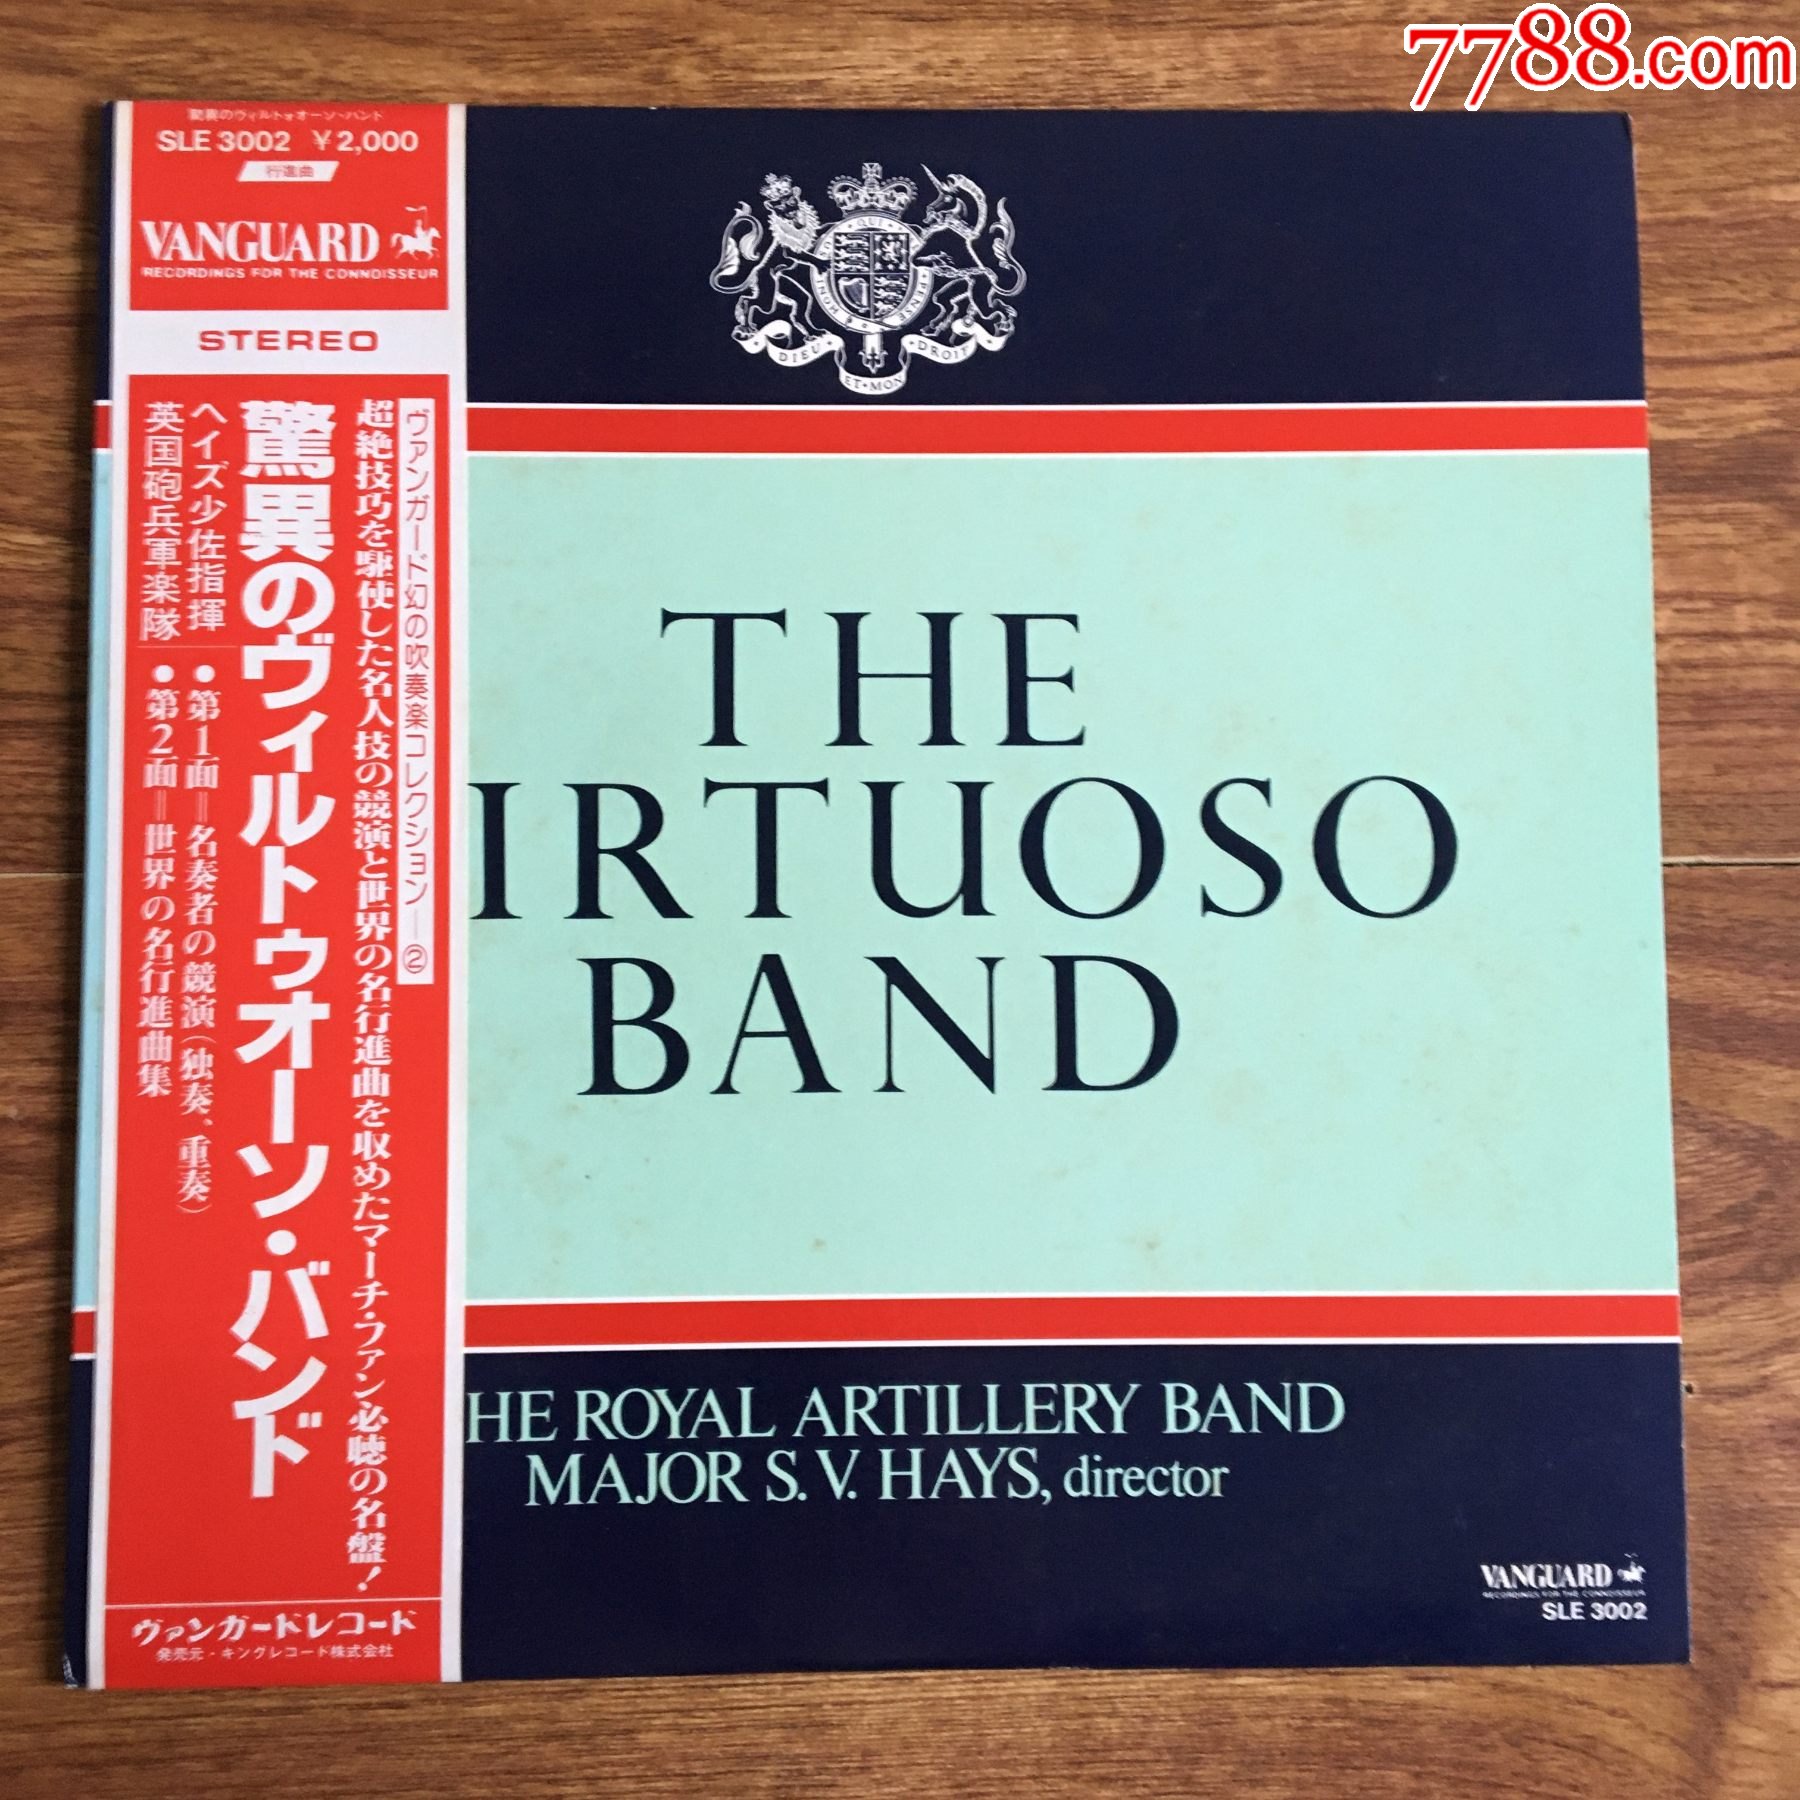 7788.com
驚異のヴィルトゥオーソ・バンド
SLE 3002 ¥2,000
行進曲
VANGUARD
RECORDINGS FOR THE CONNOISSEUR
STEREO
ヴァンガード幻の吹奏楽コレクション—②
超絶技巧を駆使した名人技の競演と世界の名行進曲を収めたマーチ・ファン必聴の名盤!
驚異のヴィルトゥオーソ・バンド
ヘイズ少佐指揮
英国砲兵軍楽隊
●第1面=名奏者の競演(独奏、重奏)
●第2面=世界の名行進曲集
ヴァンガードレコード
発売元・キングレコード株式会社
QUI
HONI
PENSE
DIEU
DROIT
ET•MON
THE
IRTUOSO
BAND
HE ROYAL ARTILLERY BAND
MAJOR S. V. HAYS, director
VANGUARD
RECORDINGS FOR THE CONNOISSEUR
SLE 3002